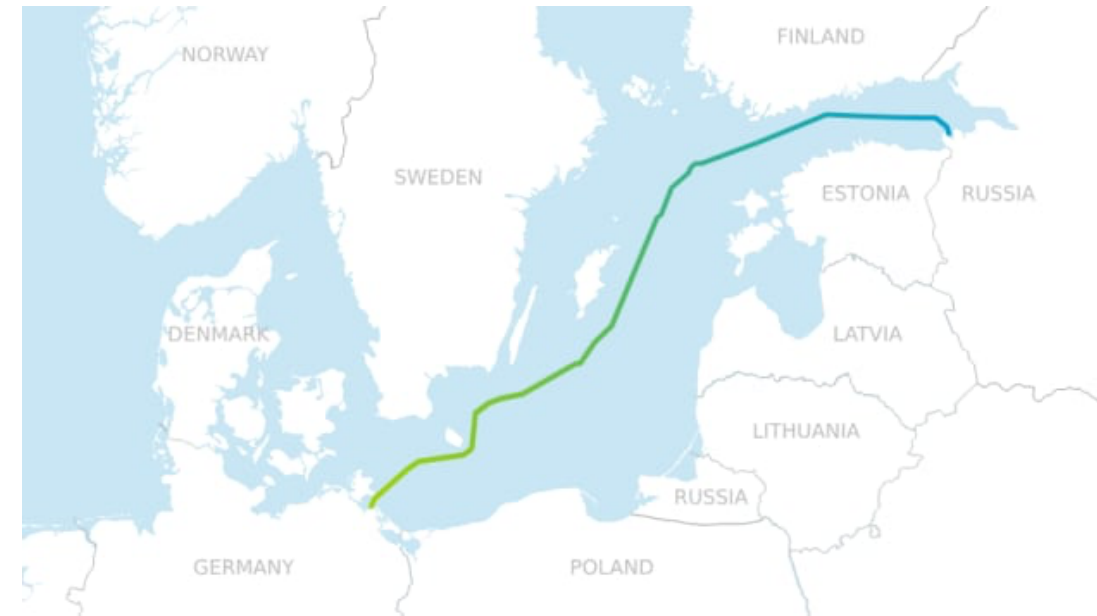 FINLAND
NORWAY
SWEDEN
ESTONIA
RUSSIA
DENMARK
LATVIA
LITHUANIA
RUSSIA
GERMANY
POLAND